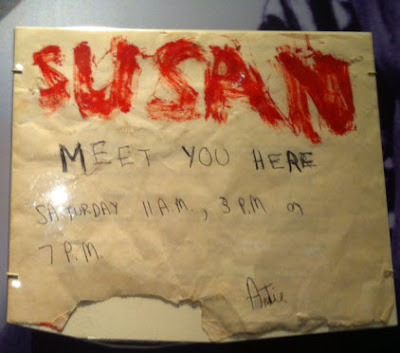 SUSAN
MEET YOU HERE
SATURDAY 11 A.M., 3 P.M or
7 P.M.